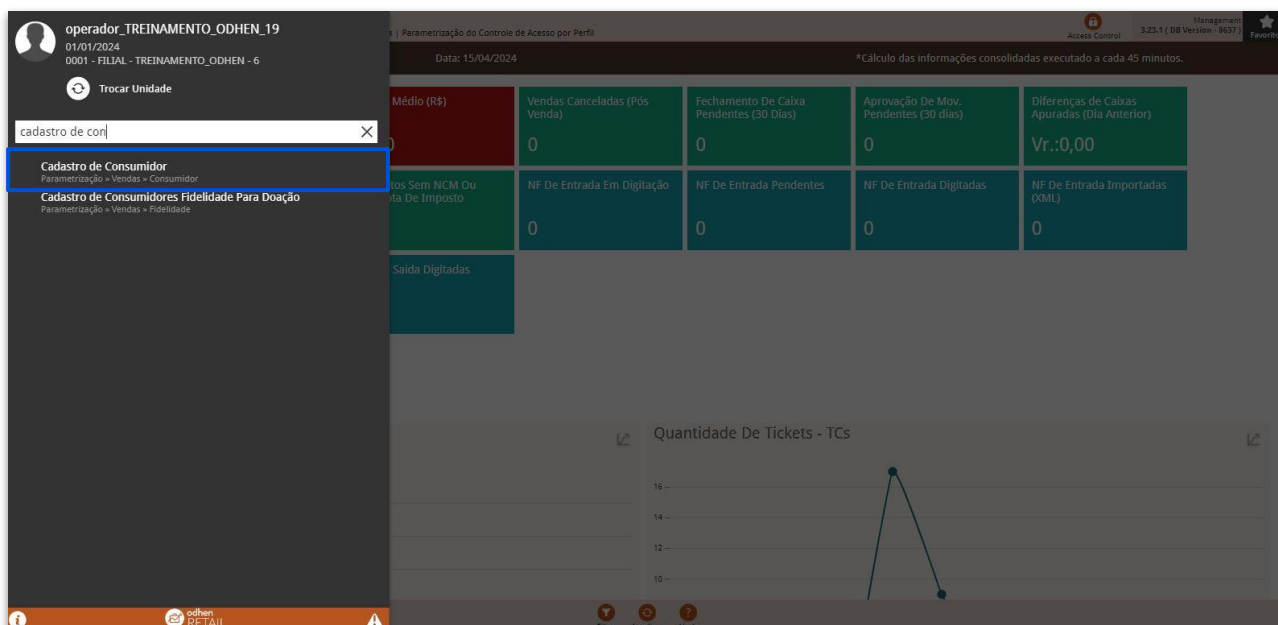 operador_TREINAMENTO_ODHEN_19
01/01/2024
0001 - FILIAL - TREINAMENTO_ODHEN - 6
Trocar Unidade
cadastro de con
Cadastro de Consumidor
Parametrização » Vendas » Consumidor
Cadastro de Consumidores Fidelidade Para Doação
Parametrização » Vendas » Fidelidade
odhen
RETAIL
| Parametrização do Controle de Acesso por Perfil
Access Control
Management
3.23.1 ( DB Version - 9637 )
Favorito
Data: 15/04/2024
*Cálculo das informações consolidadas executado a cada 45 minutos.
Médio (R$)
Vendas Canceladas (Pós
Venda)
0
Fechamento De Caixa
Pendentes (30 Dias)
0
Aprovação De Mov.
Pendentes (30 dias)
0
Diferenças de Caixas
Apuradas (Dia Anterior)
Vr.:0,00
tos Sem NCM Ou
ota De Imposto
NF De Entrada Em Digitação
0
NF De Entrada Pendentes
0
NF De Entrada Digitadas
0
NF De Entrada Importadas
(XML)
0
Saida Digitadas
Quantidade De Tickets - TCs
16
14
12
10